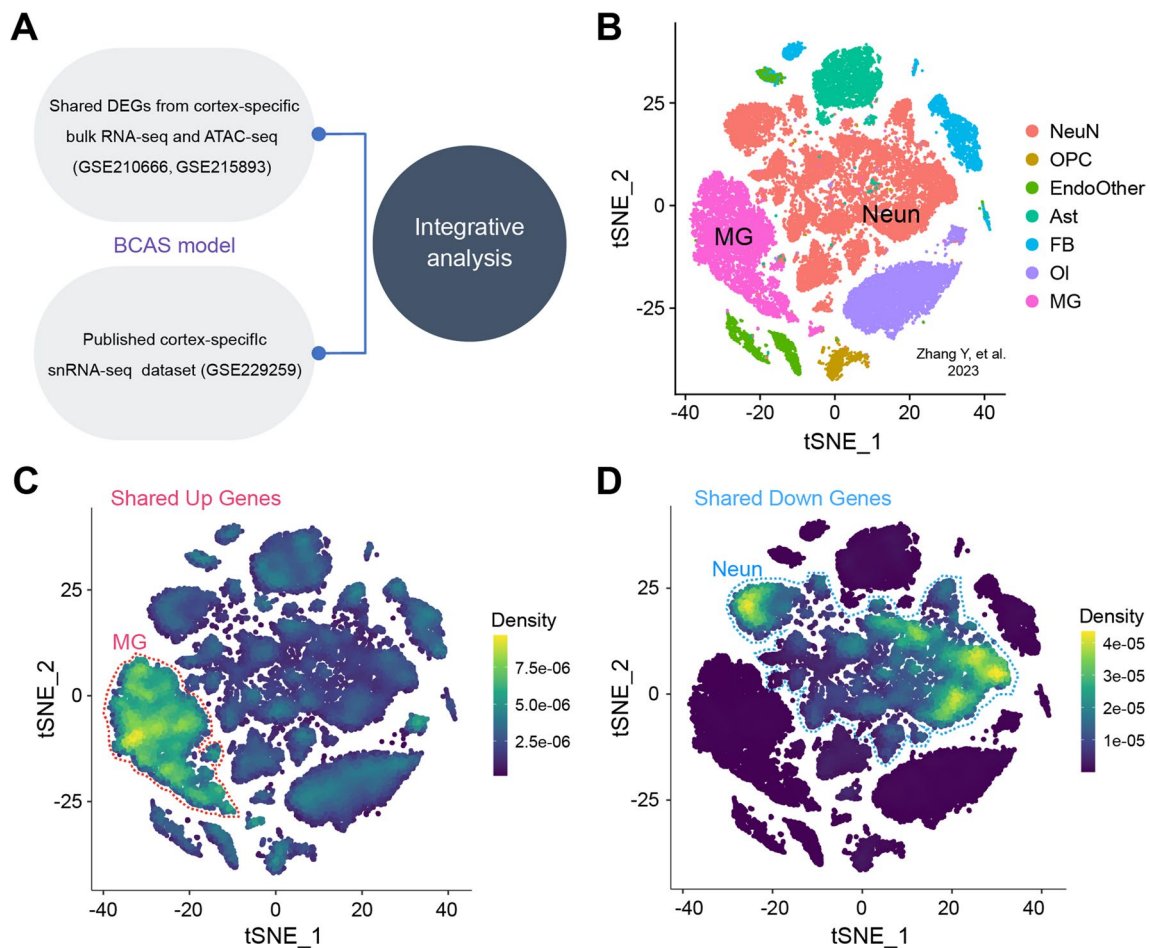 A
Shared DEGs from cortex-specific
bulk RNA-seq and ATAC-seq
(GSE210666, GSE215893)
BCAS model
Published cortex-specific
snRNA-seq dataset (GSE229259)
Integrative
analysis
B
tSNE_2
25
0
-25
-40
-20
0
20
40
tSNE_1
MG
Neun
Zhang Y, et al.
2023
NeuN
OPC
EndoOther
Ast
FB
Ol
MG
C
Shared Up Genes
MG
tSNE_2
25
0
-25
-40
-20
0
20
40
tSNE_1
Density
7.5e-06
5.0e-06
2.5e-06
D
Shared Down Genes
Neun
tSNE_2
25
0
-25
-40
-20
0
20
40
tSNE_1
Density
4e-05
3e-05
2e-05
1e-05